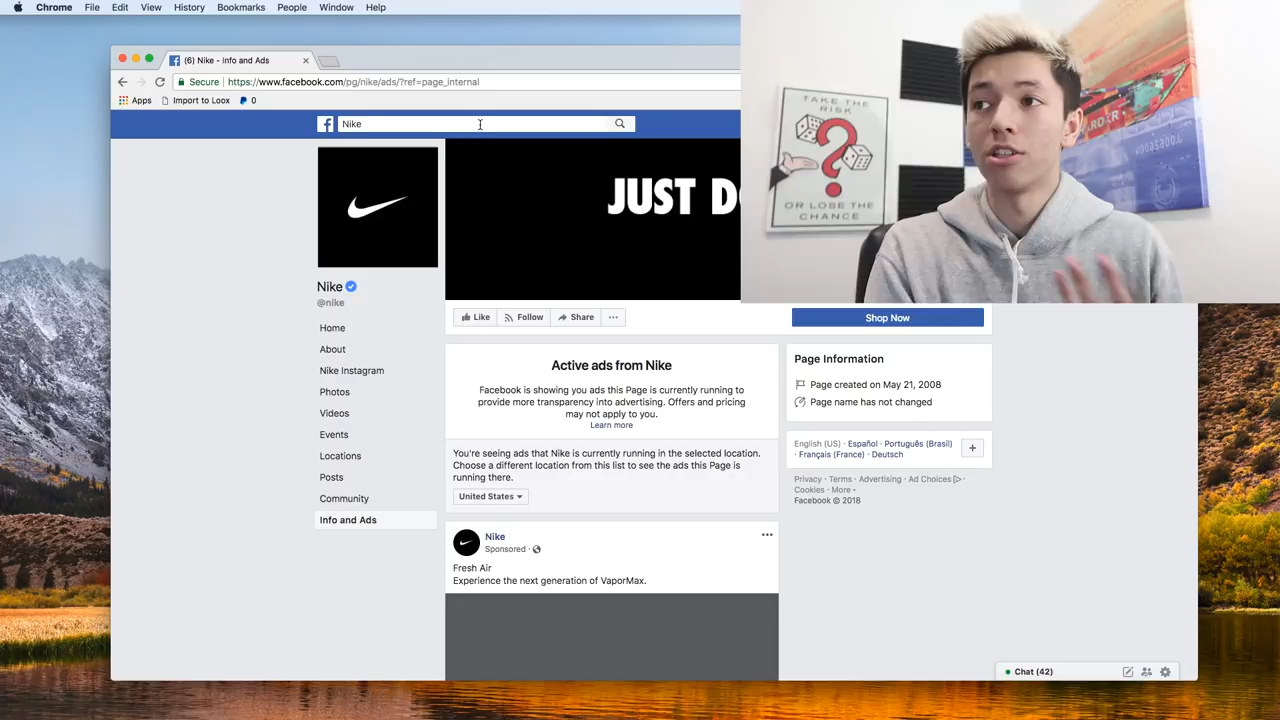 Chrome File Edit View History Bookmarks People Window Help
(6) Nike - Info and Ads
Secure https://www.facebook.com/pg/nike/ads/?ref=page_internal
Apps Import to Loox 0
Nike
JUST D
TAKE THE
RISK
OR LOSE THE
CHANCE
Nike
@nike
Home
About
Nike Instagram
Photos
Videos
Events
Locations
Posts
Community
Info and Ads
Like Follow Share ...
Shop Now
Active ads from Nike
Facebook is showing you ads this Page is currently running to
provide more transparency into advertising. Offers and pricing
may not apply to you.
Learn more
You're seeing ads that Nike is currently running in the selected location.
Choose a different location from this list to see the ads this Page is
running there.
United States
Nike
Sponsored ·
Fresh Air
Experience the next generation of VaporMax.
Page Information
Page created on May 21, 2008
Page name has not changed
English (US) · Español · Português (Brasil)
· Français (France) · Deutsch
Privacy · Terms · Advertising · Ad Choices ·
Cookies · More
Facebook © 2018
Chat (42)